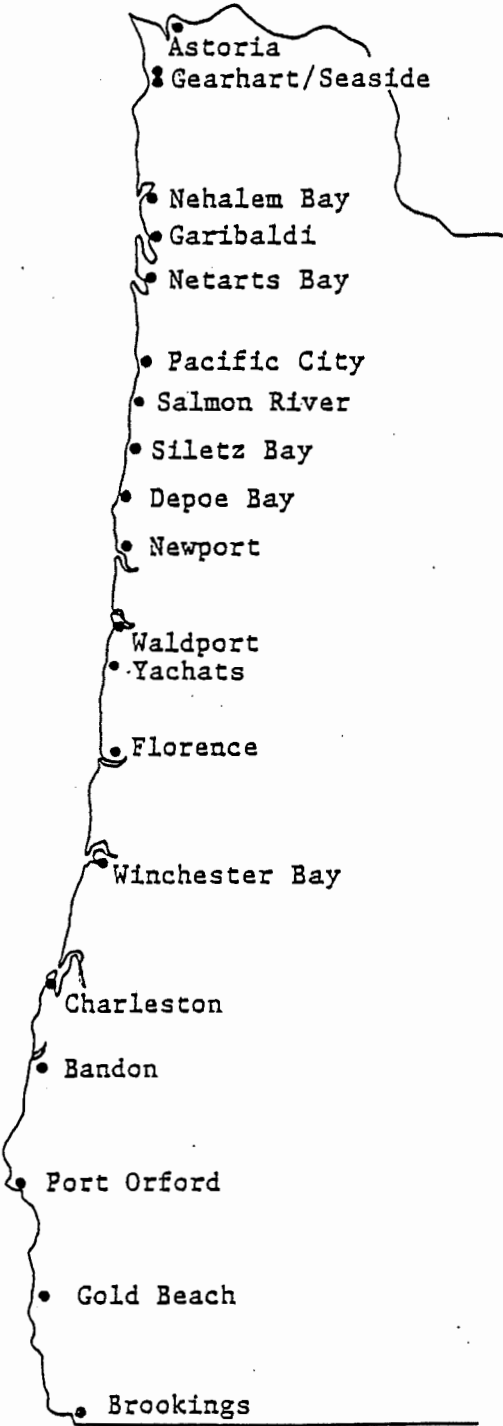 Astoria
Gearhart/Seaside
Nehalem Bay
Garibaldi
Netarts Bay
Pacific City
Salmon River
Siletz Bay
Depoe Bay
Newport
Waldport
Yachats
Florence
Winchester Bay
Charleston
Bandon
Port Orford
Gold Beach
Brookings